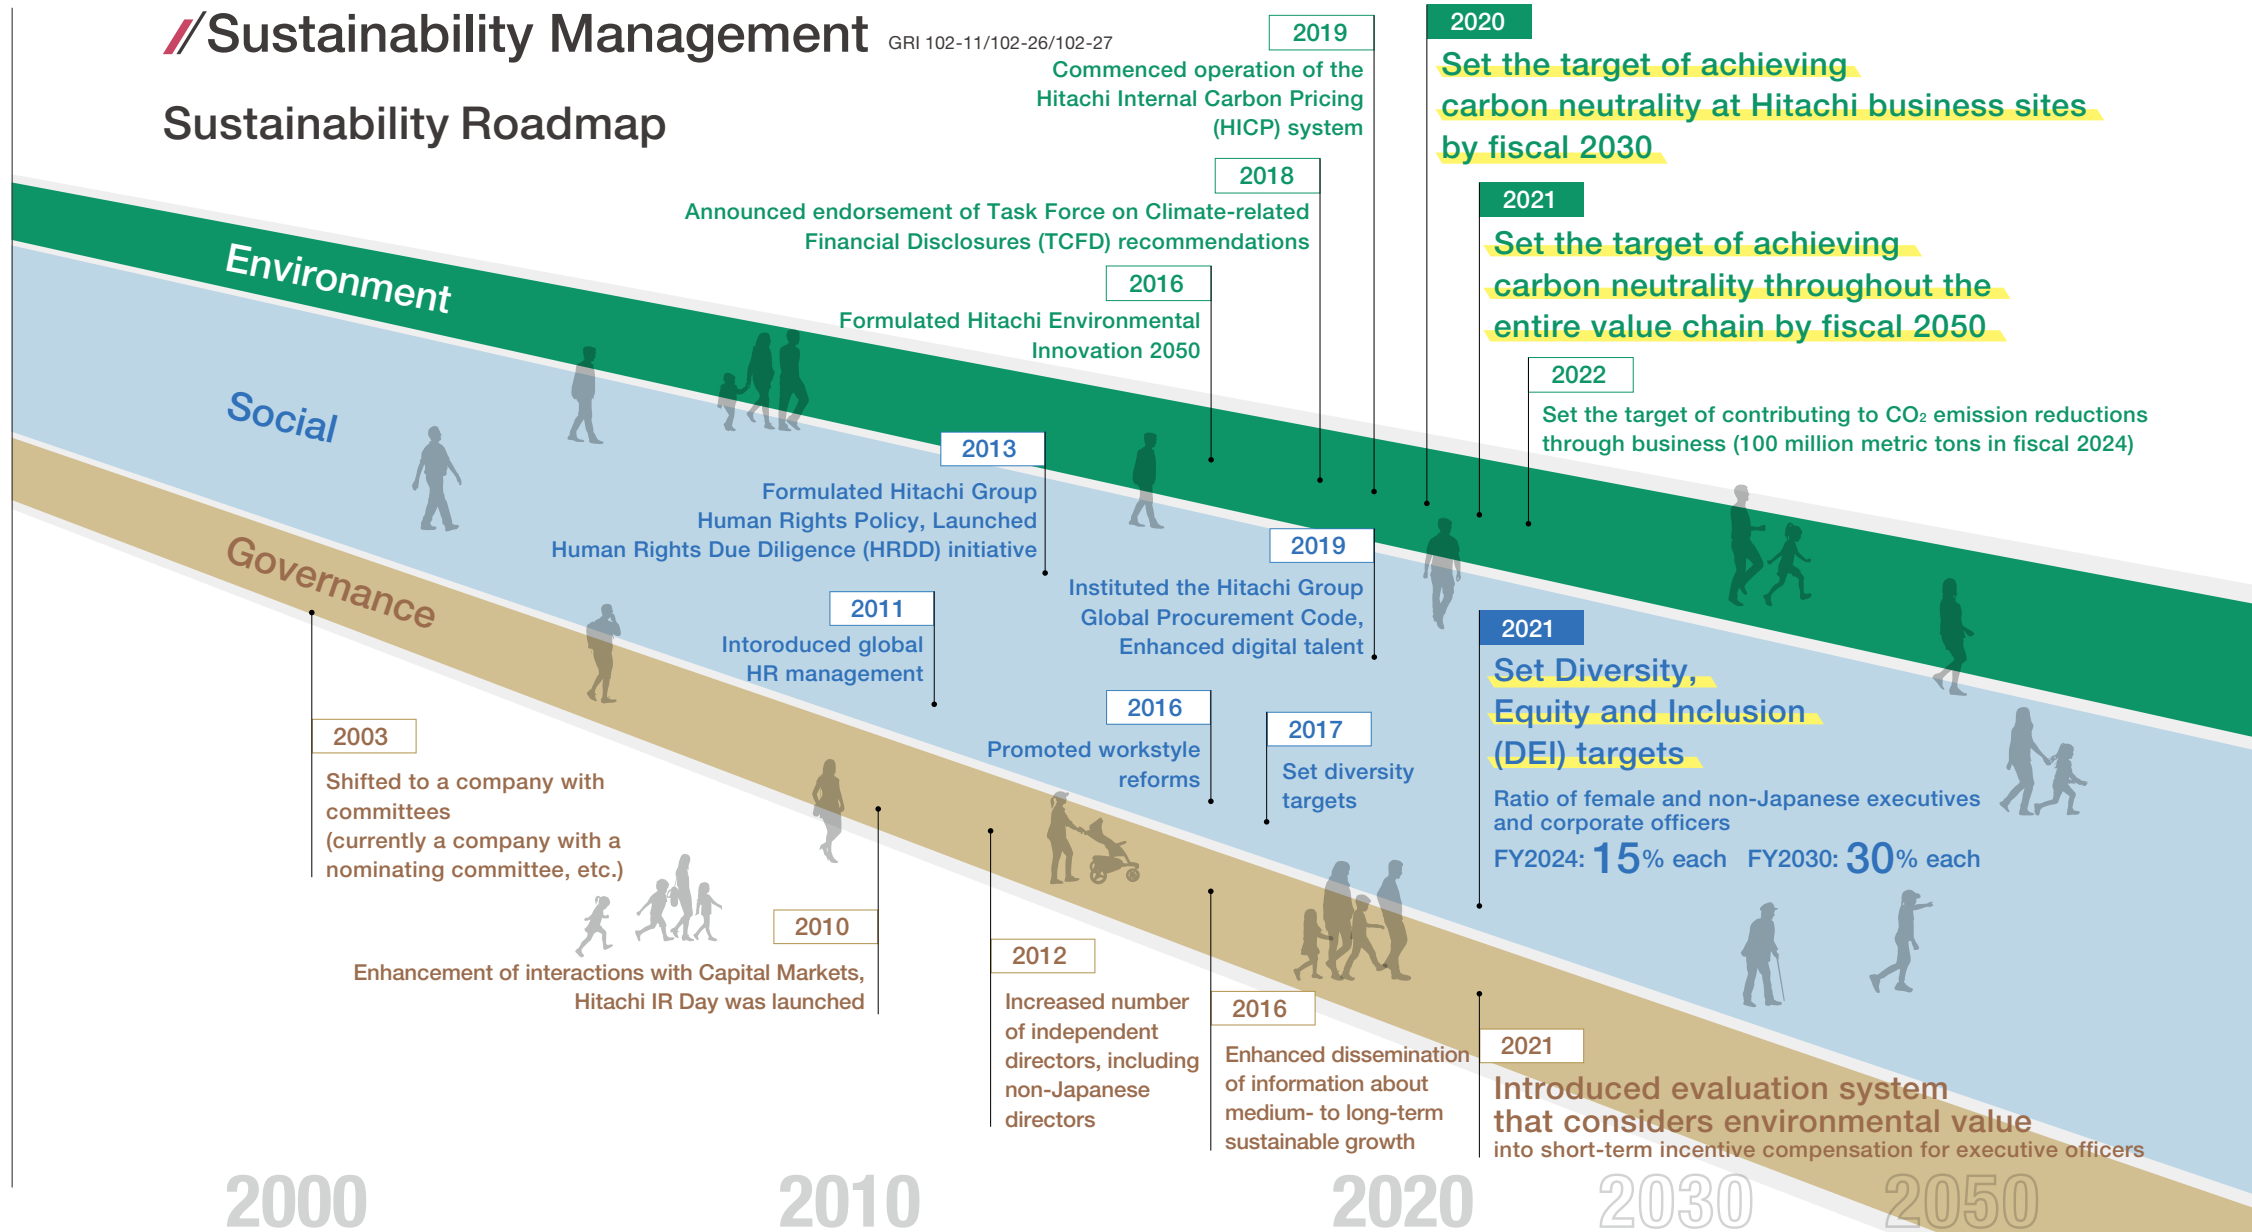 Sustainability Management GRI 102-11/102-26/102-27
Sustainability Roadmap
Environment
Social
Governance
2019
Commenced operation of the
Hitachi Internal Carbon Pricing
(HICP) system
2018
Announced endorsement of Task Force on Climate-related
Financial Disclosures (TCFD) recommendations
2016
Formulated Hitachi Environmental
Innovation 2050
2020
Set the target of achieving
carbon neutrality at Hitachi business sites
by fiscal 2030
2021
Set the target of achieving
carbon neutrality throughout the
entire value chain by fiscal 2050
2022
Set the target of contributing to CO₂ emission reductions
through business (100 million metric tons in fiscal 2024)
2013
Formulated Hitachi Group
Human Rights Policy, Launched
Human Rights Due Diligence (HRDD) initiative
2011
Intoroduced global
HR management
2019
Instituted the Hitachi Group
Global Procurement Code,
Enhanced digital talent
2016
Promoted workstyle
reforms
2017
Set diversity
targets
2021
Set Diversity,
Equity and Inclusion
(DEI) targets
Ratio of female and non-Japanese executives
and corporate officers
FY2024: 15% each FY2030: 30% each
2003
Shifted to a company with
committees
(currently a company with a
nominating committee, etc.)
2010
Enhancement of interactions with Capital Markets,
Hitachi IR Day was launched
2012
Increased number
of independent
directors, including
non-Japanese
directors
2016
Enhanced dissemination
of information about
medium- to long-term
sustainable growth
2021
Introduced evaluation system
that considers environmental value
into short-term incentive compensation for executive officers
2000
2010
2020
2030
2050